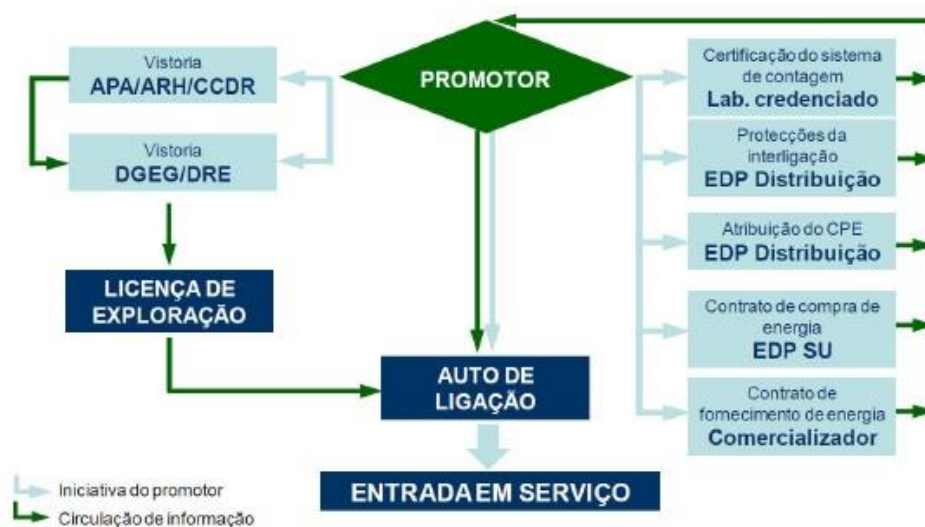 Vistoria
APA/ARH/CCDR
Vistoria
DGEG/DRE
LICENÇA DE
EXPLORAÇÃO
PROMOTOR
AUTO DE
LIGAÇÃO
ENTRADA EM SERVIÇO
Certificação do sistema
de contagem
Lab. credenciado
Protecções da
interligação
EDP Distribuição
Atribuição do CPE
EDP Distribuição
Contrato de compra de
energia
EDP SU
Contrato de
fornecimento de energia
Comercializador
Iniciativa do promotor
Circulação de informação